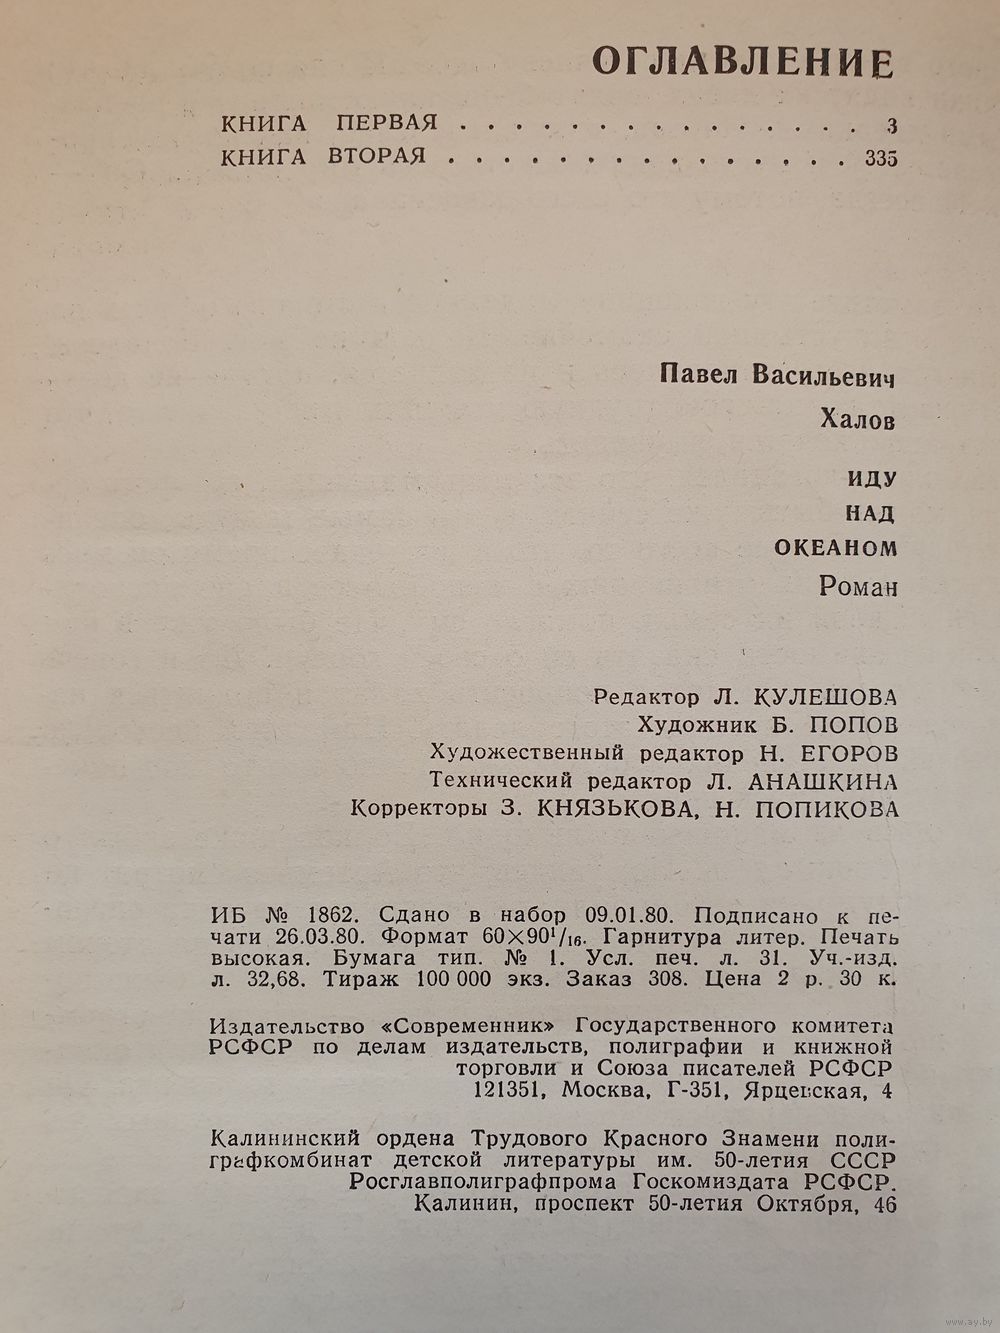 ОГЛАВЛЕНИЕ
КНИГА ПЕРВАЯ . . . . . . . . . . . . . . . 3
КНИГА ВТОРАЯ . . . . . . . . . . . . . . . 335
Павел Васильевич
Халов
ИДУ
НАД
ОКЕАНОМ
Роман
Редактор Л. КУЛЕШОВА
Художник Б. ПОПОВ
Художественный редактор Н. ЕГОРОВ
Технический редактор Л. АНАШКИНА
Корректоры З. КНЯЗЬКОВА, Н. ПОПИКОВА
ИБ № 1862. Сдано в набор 09.01.80. Подписано к пе-
чати 26.03.80. Формат 60×90¹/₁₆. Гарнитура литер. Печать
высокая. Бумага тип. № 1. Усл. печ. л. 31. Уч.-изд.
л. 32,68. Тираж 100 000 экз. Заказ 308. Цена 2 р. 30 к.
Издательство «Современник» Государственного комитета
РСФСР по делам издательств, полиграфии и книжной
торговли и Союза писателей РСФСР
121351, Москва, Г-351, Ярцевская, 4
Калининский ордена Трудового Красного Знамени поли-
графкомбинат детской литературы им. 50-летия СССР
Росглавполиграфпрома Госкомиздата РСФСР.
Калинин, проспект 50-летия Октября, 46
www.ay.by